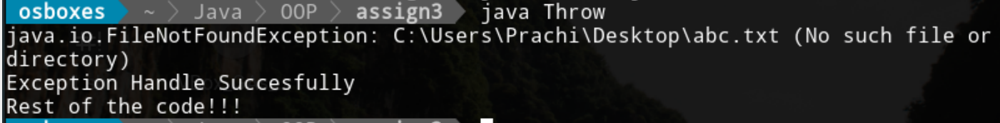 osboxes ~ Java OOP assign3 java Throw
java.io.FileNotFoundException: C:\Users\Prachi\Desktop\abc.txt (No such file or
directory)
Exception Handle Succesfully
Rest of the code!!!